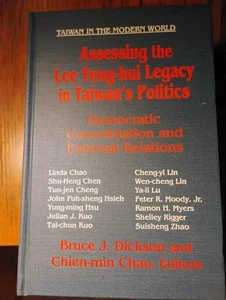 TAIWAN IN THE MODERN WORLD
Assessing the
Lee Teng-hui Legacy
in Taiwan's Politics
Democratic
Consolidation and
External Relations
Linda Chao
Shu-Heng Chen
Tun-jen Cheng
John Fuh-sheng Hsieh
Yung-ming Hsu
Julian J. Kuo
Tai-chun Kuo
Cheng-yi Lin
Wen-cheng Lin
Ya-li Lu
Peter R. Moody, Jr.
Ramon H. Myers
Shelley Rigger
Suisheng Zhao
Bruce J. Dickson and
Chien-min Chao, Editors